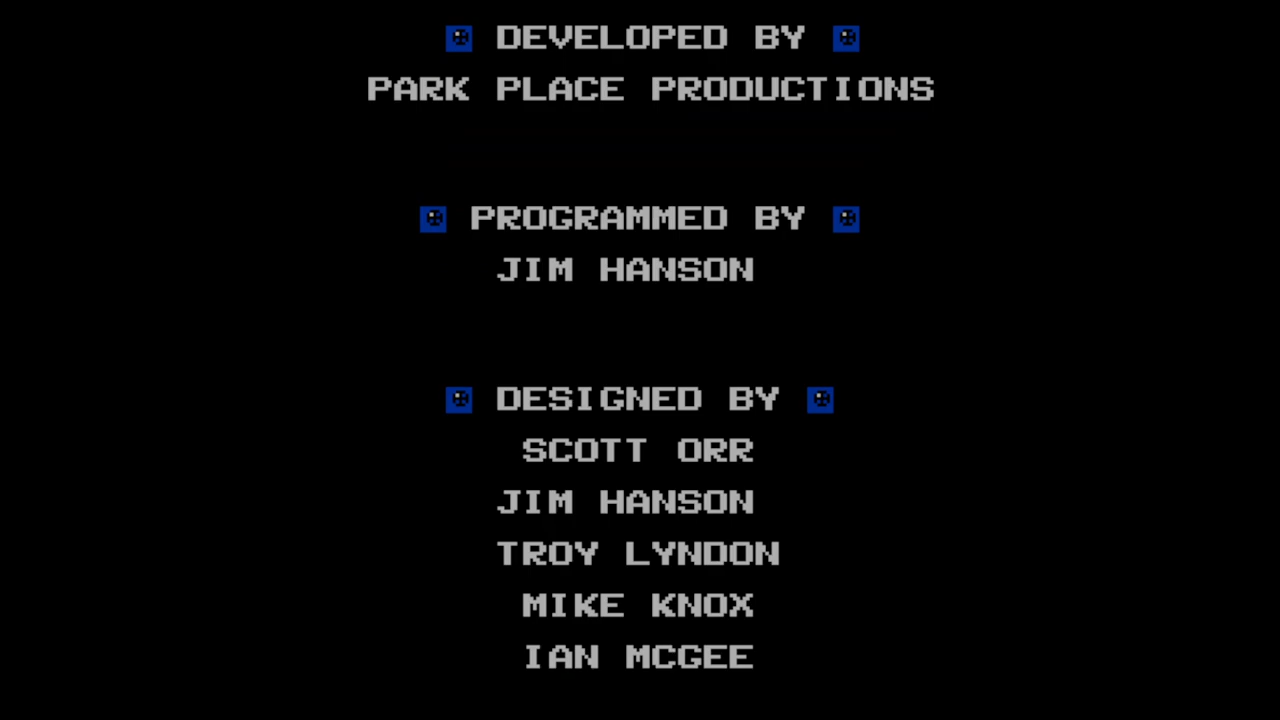 DEVELOPED BY
PARK PLACE PRODUCTIONS
PROGRAMMED BY
JIM HANSON
DESIGNED BY
SCOTT ORR
JIM HANSON
TROY LYNDON
MIKE KNOX
IAN MCGEE